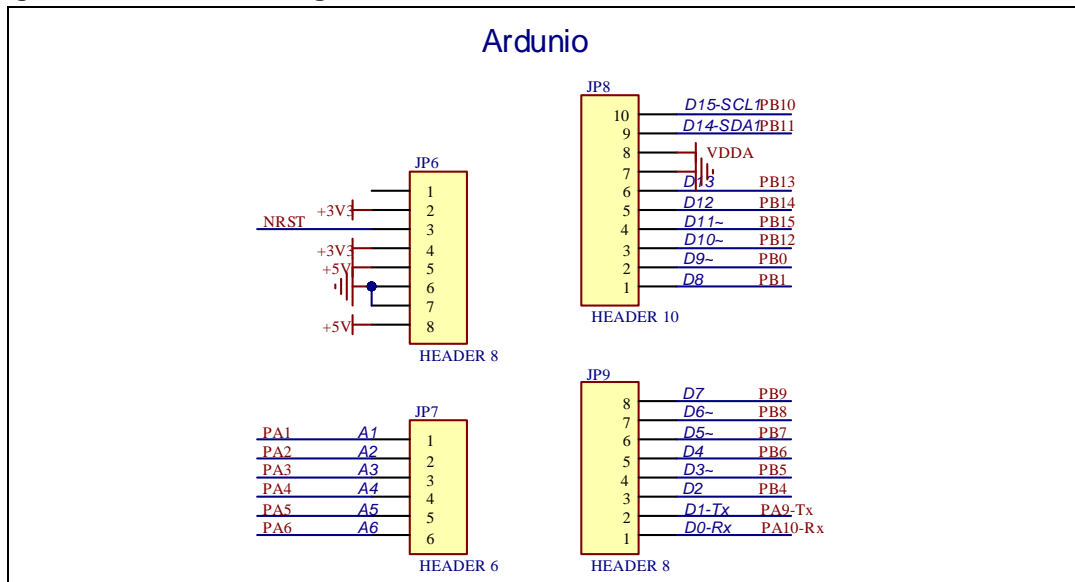 Ardunio
JP6
1
+3V3 2
NRST 3
+3V3 4
+5V 5
6
7
+5V 8
HEADER 8
JP8
10 D15-SCL1 PB10
9 D14-SDA1 PB11
8 VDDA
7
6 D13 PB13
5 D12 PB14
4 D11~ PB15
3 D10~ PB12
2 D9~ PB0
1 D8 PB1
HEADER 10
JP7
PA1 A1 1
PA2 A2 2
PA3 A3 3
PA4 A4 4
PA5 A5 5
PA6 A6 6
HEADER 6
JP9
8 D7 PB9
7 D6~ PB8
6 D5~ PB7
5 D4 PB6
4 D3~ PB5
3 D2 PB4
2 D1-Tx PA9-Tx
1 D0-Rx PA10-Rx
HEADER 8